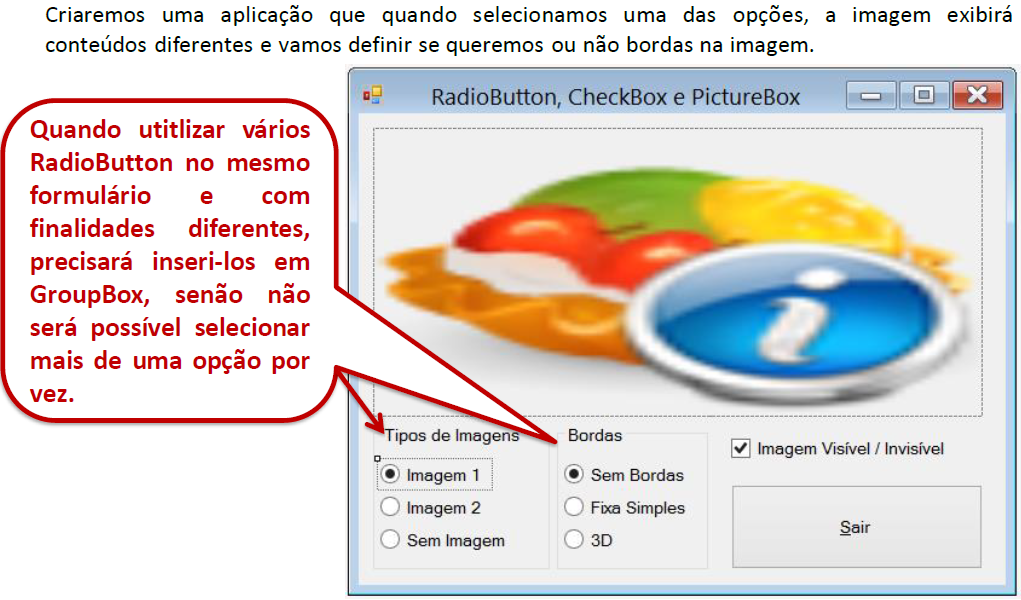 Criaremos uma aplicação que quando selecionamos uma das opções, a imagem exibirá
conteúdos diferentes e vamos definir se queremos ou não bordas na imagem.
RadioButton, CheckBox e PictureBox
Quando utitlizar vários
RadioButton no mesmo
formulário e com
finalidades diferentes,
precisará inseri-los em
GroupBox, senão não
será possível selecionar
mais de uma opção por
vez.
Tipos de Imagens
Imagem 1
Imagem 2
Sem Imagem
Bordas
Sem Bordas
Fixa Simples
3D
Imagem Visível / Invisível
Sair